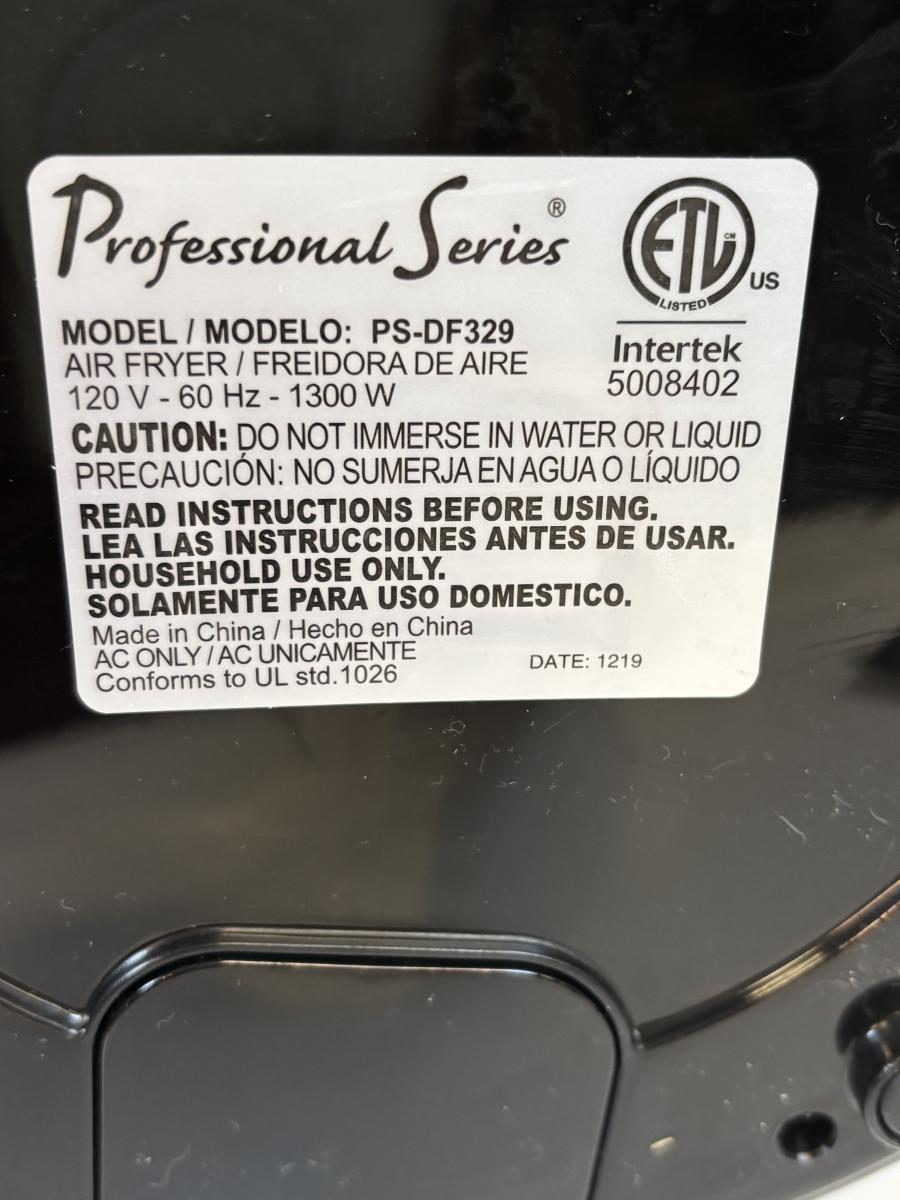 Professional Series®
ETL CM
LISTED
US
Intertek
5008402
MODEL / MODELO: PS-DF329
AIR FRYER / FREIDORA DE AIRE
120 V - 60 Hz - 1300 W
CAUTION: DO NOT IMMERSE IN WATER OR LIQUID
PRECAUCIÓN: NO SUMERJA EN AGUA O LÍQUIDO
READ INSTRUCTIONS BEFORE USING.
LEA LAS INSTRUCCIONES ANTES DE USAR.
HOUSEHOLD USE ONLY.
SOLAMENTE PARA USO DOMESTICO.
Made in China / Hecho en China
AC ONLY / AC UNICAMENTE
Conforms to UL std.1026
DATE: 1219